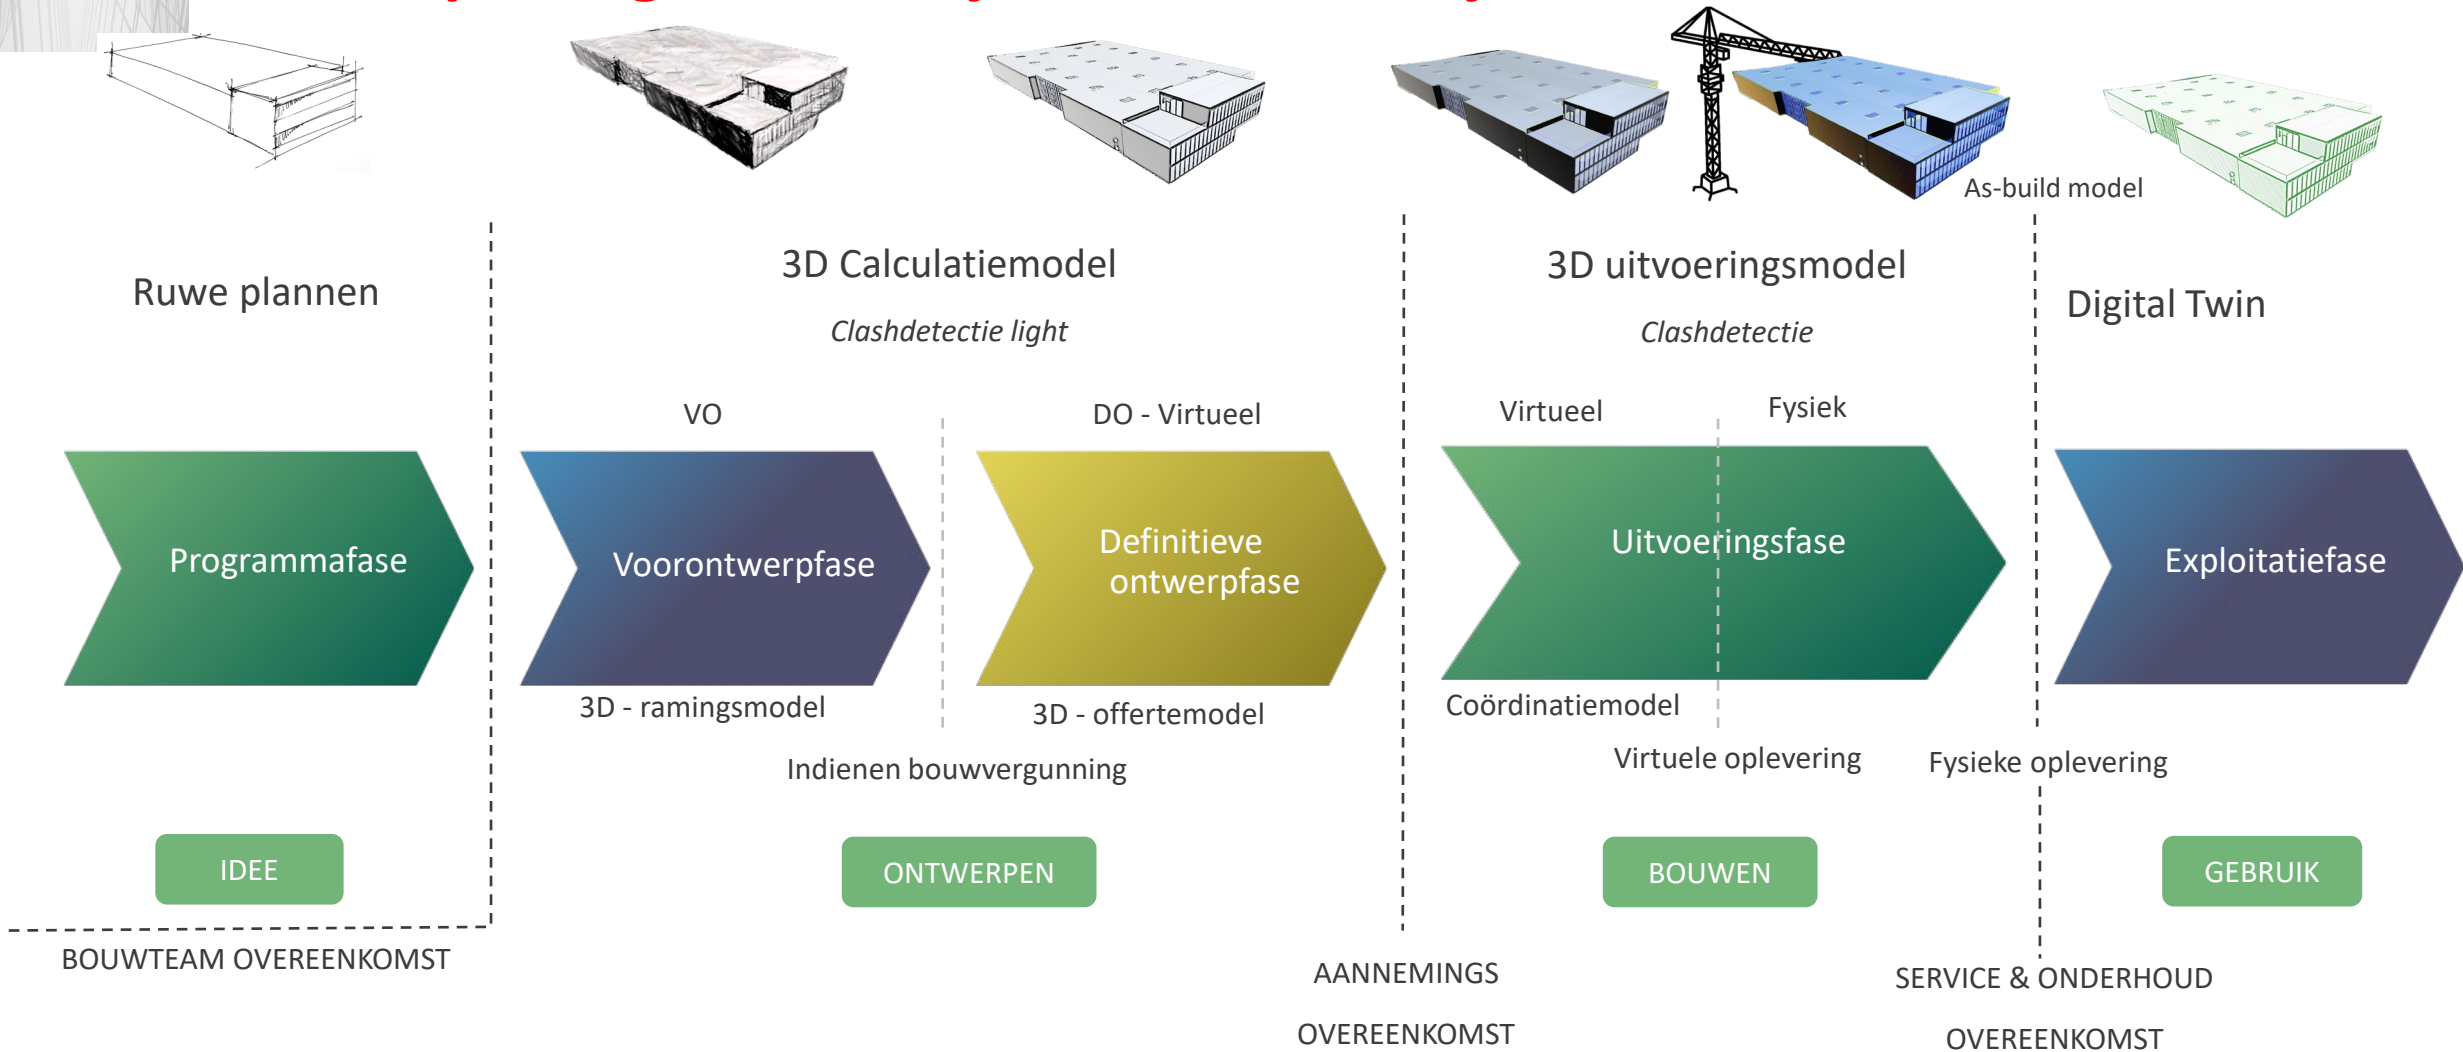 As-build model
Ruwe plannen
3D Calculatiemodel
Clashdetectie light
3D uitvoeringsmodel
Clashdetectie
Digital Twin
VO
DO - Virtueel
Virtueel
Fysiek
Programmafase
Voorontwerpfase
Definitieve
ontwerpfase
Uitvoeringsfase
Exploitatiefase
3D - ramingsmodel
3D - offertemodel
Coördinatiemodel
Indienen bouwvergunning
Virtuele oplevering
Fysieke oplevering
IDEE
ONTWERPEN
BOUWEN
GEBRUIK
BOUWTEAM OVEREENKOMST
AANNEMINGS
OVEREENKOMST
SERVICE & ONDERHOUD
OVEREENKOMST